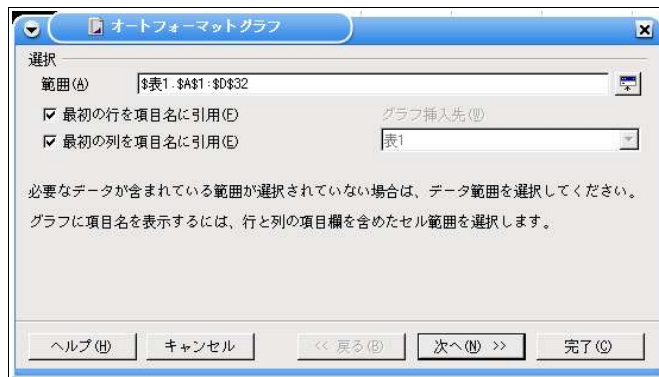 オートフォーマットグラフ
選択
範囲(A) $表1.$A$1:$D$32
最初の行を項目名に引用(F) グラフ挿入先(W)
最初の列を項目名に引用(E) 表1
必要なデータが含まれている範囲が選択されていない場合は、データ範囲を選択してください。
グラフに項目名を表示するには、行と列の項目欄を含めたセル範囲を選択します。
ヘルプ(H) キャンセル << 戻る(B) 次へ(N) >> 完了(C)